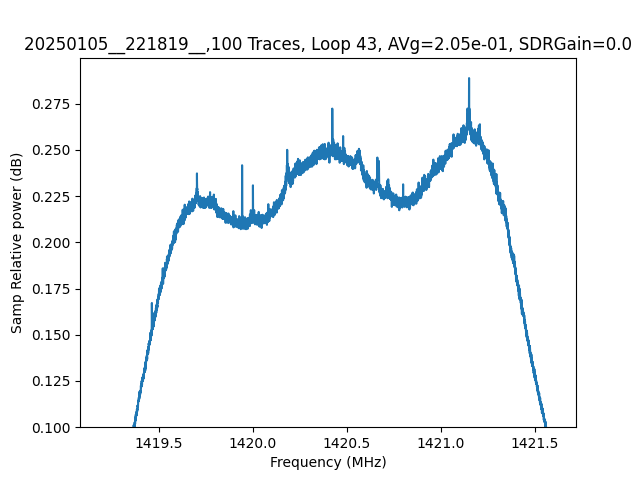 20250105__221819__,100 Traces, Loop 43, AVg=2.05e-01, SDRGain=0.0
0.275
0.250
0.225
0.200
0.175
0.150
0.125
0.100
Samp Relative power (dB)
1419.5 1420.0 1420.5 1421.0 1421.5
Frequency (MHz)